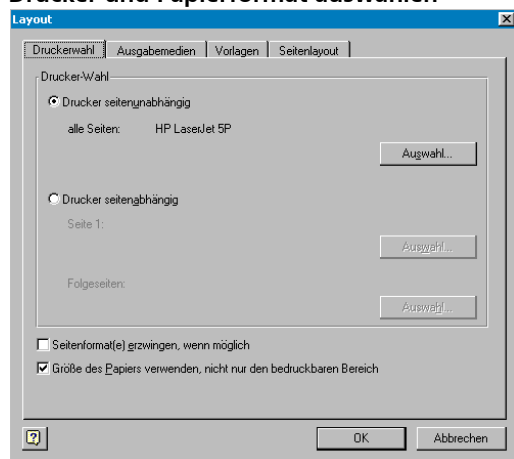 Drucker und Papierformat auswählen
Layout
Druckerwahl Ausgabemedien Vorlagen Seitenlayout
Drucker-Wahl
Drucker seitenunabhängig
alle Seiten: HP LaserJet 5P
Auswahl...
Drucker seitenabhängig
Seite 1:
Auswahl...
Folgeseiten:
Auswahl...
Seitenformat(e) erzwingen, wenn möglich
Größe des Papiers verwenden, nicht nur den bedruckbaren Bereich
OK Abbrechen